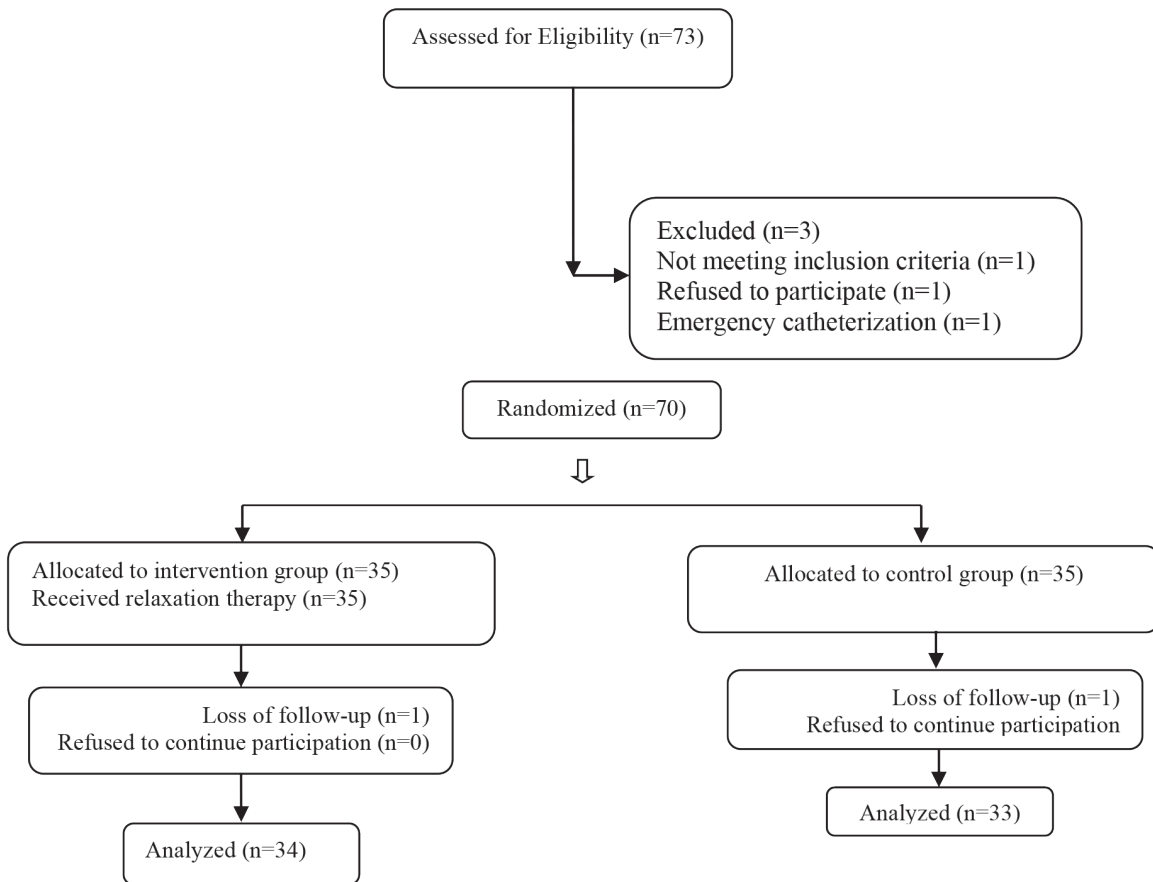 Assessed for Eligibility (n=73)
Excluded (n=3)
Not meeting inclusion criteria (n=1)
Refused to participate (n=1)
Emergency catheterization (n=1)
Randomized (n=70)
Allocated to intervention group (n=35)
Received relaxation therapy (n=35)
Allocated to control group (n=35)
Loss of follow-up (n=1)
Refused to continue participation (n=0)
Loss of follow-up (n=1)
Refused to continue participation
Analyzed (n=34)
Analyzed (n=33)